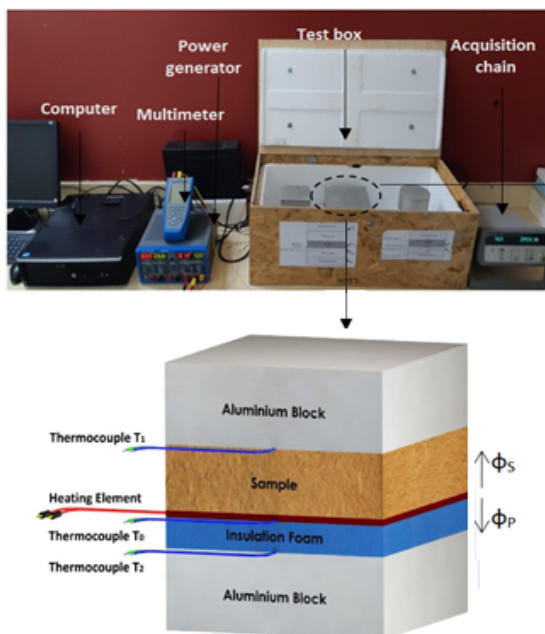 Test box
Power
generator
Acquisition
chain
Computer
Multimeter
Aluminium Block
Thermocouple T₁
Sample
ΦS
Heating Element
Thermocouple T₀
Insulation Foam
ΦP
Thermocouple T₂
Aluminium Block